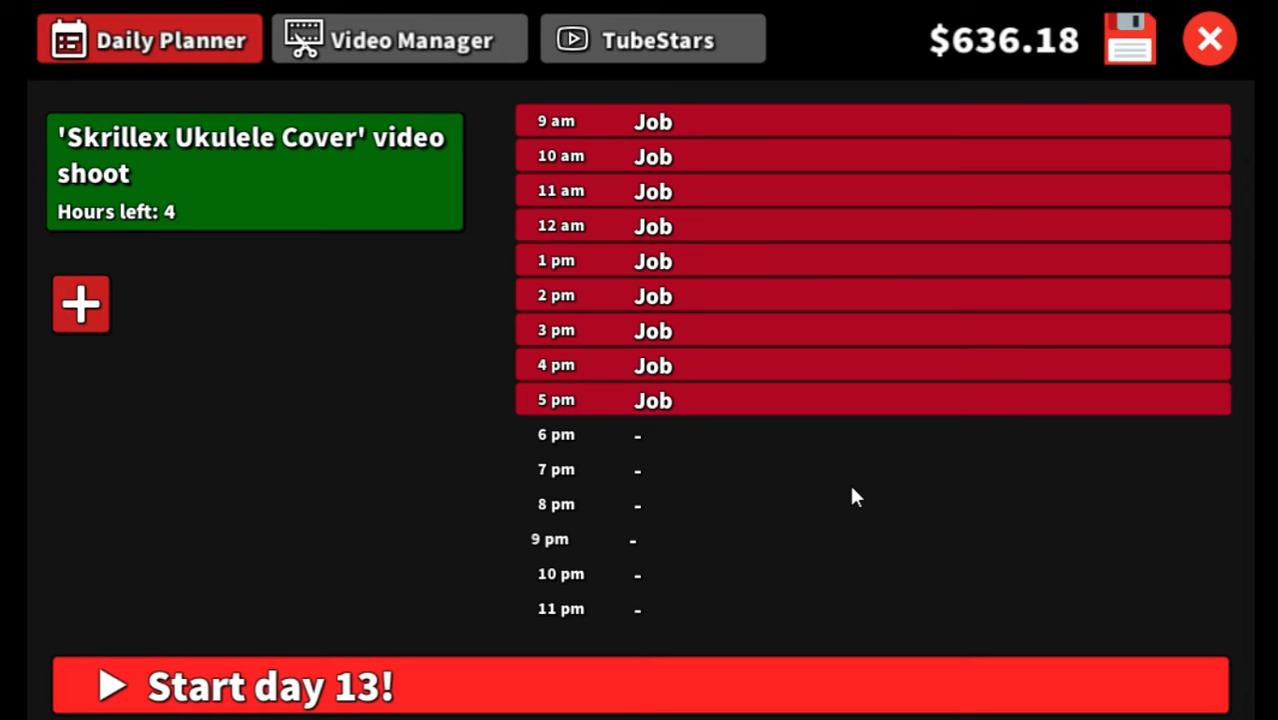 Daily Planner
Video Manager
TubeStars
$636.18
'Skrillex Ukulele Cover' video
shoot
Hours left: 4
9 am Job
10 am Job
11 am Job
12 am Job
1 pm Job
2 pm Job
3 pm Job
4 pm Job
5 pm Job
6 pm -
7 pm -
8 pm -
9 pm -
10 pm -
11 pm -
Start day 13!